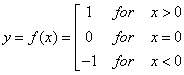 1 for x > 0
y = f(x) = [ 0 for x = 0
−1 for x < 0